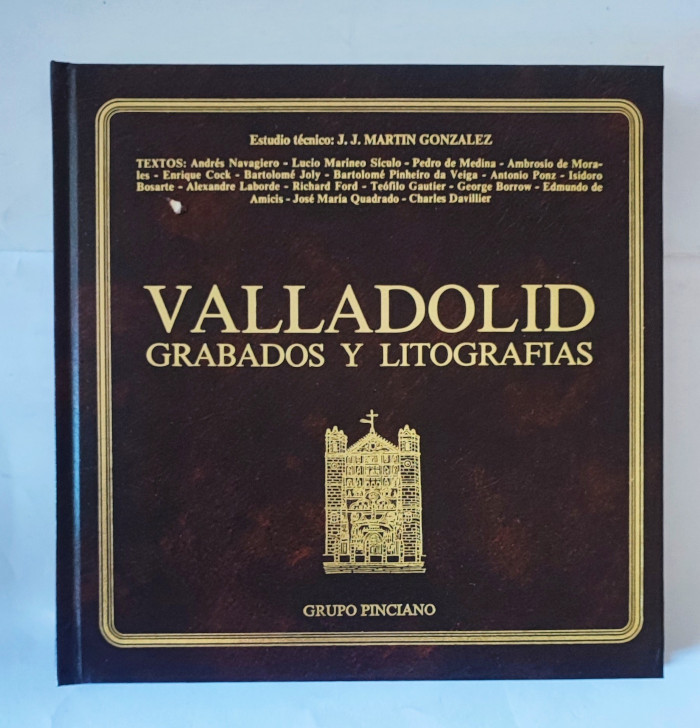 Estudio técnico: J. J. MARTIN GONZALEZ
TEXTOS: Andrés Navagiero - Lucio Marineo Sículo - Pedro de Medina - Ambrosio de Mora-
les - Enrique Cock - Bartolomé Joly - Bartolomé Pinheiro da Veiga - Antonio Ponz - Isidoro
Bosarte - Alexandre Laborde - Richard Ford - Teófilo Gautier - George Borrow - Edmundo de
Amicis - José María Quadrado - Charles Davillier
VALLADOLID
GRABADOS Y LITOGRAFIAS
GRUPO PINCIANO